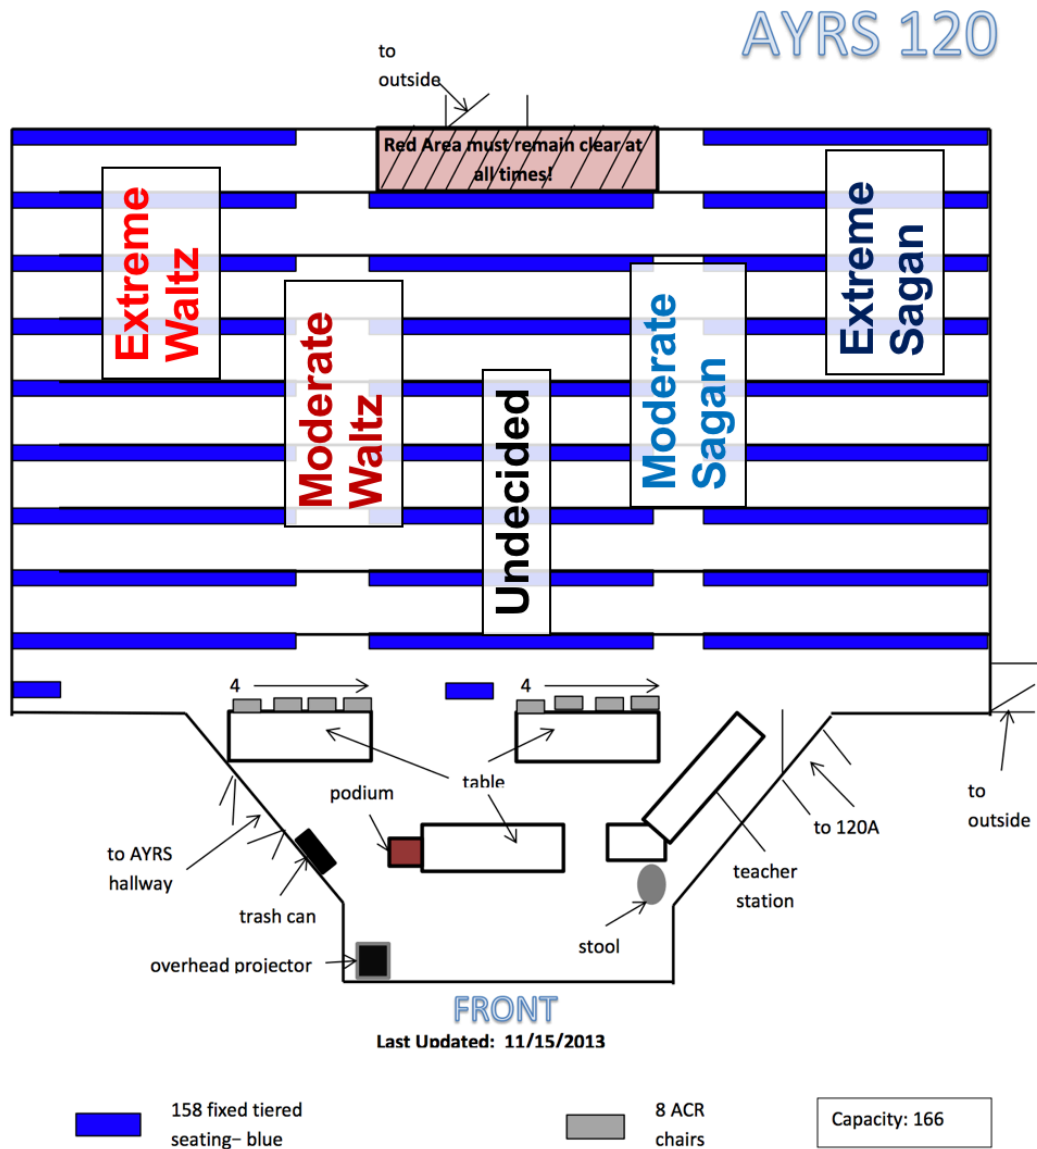 AYRS 120
to
outside
Red Area must remain clear at
all times!
Extreme
Waltz
Moderate
Waltz
Undecided
Moderate
Sagan
Extreme
Sagan
4
4
table
podium
to AYRS
hallway
trash can
overhead projector
stool
teacher
station
to 120A
to
outside
FRONT
Last Updated: 11/15/2013
158 fixed tiered
seating– blue
8 ACR
chairs
Capacity: 166